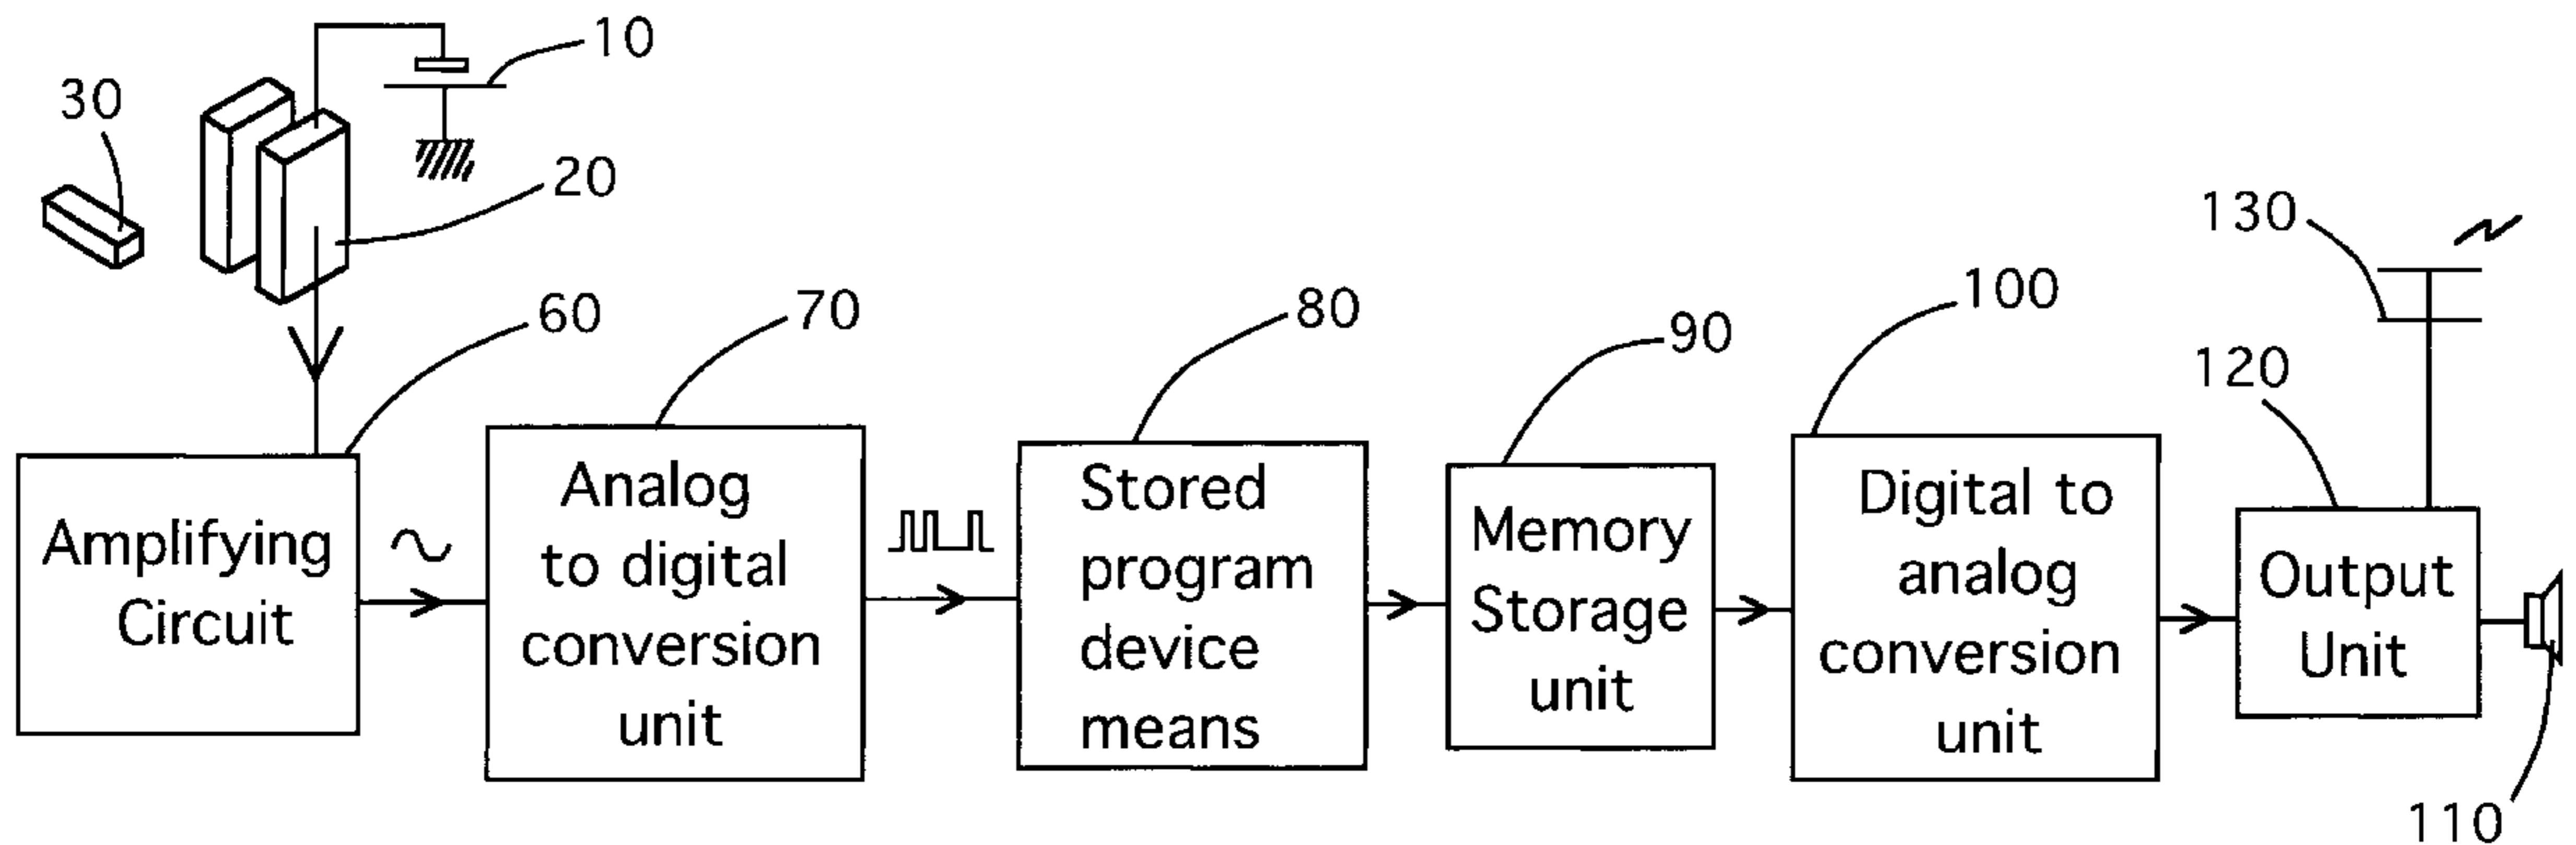 10
30
20
60
70
80
90
100
130
120
Amplifying
Circuit
Analog
to digital
conversion
unit
Stored
program
device
means
Memory
Storage
unit
Digital to
analog
conversion
unit
Output
Unit
110